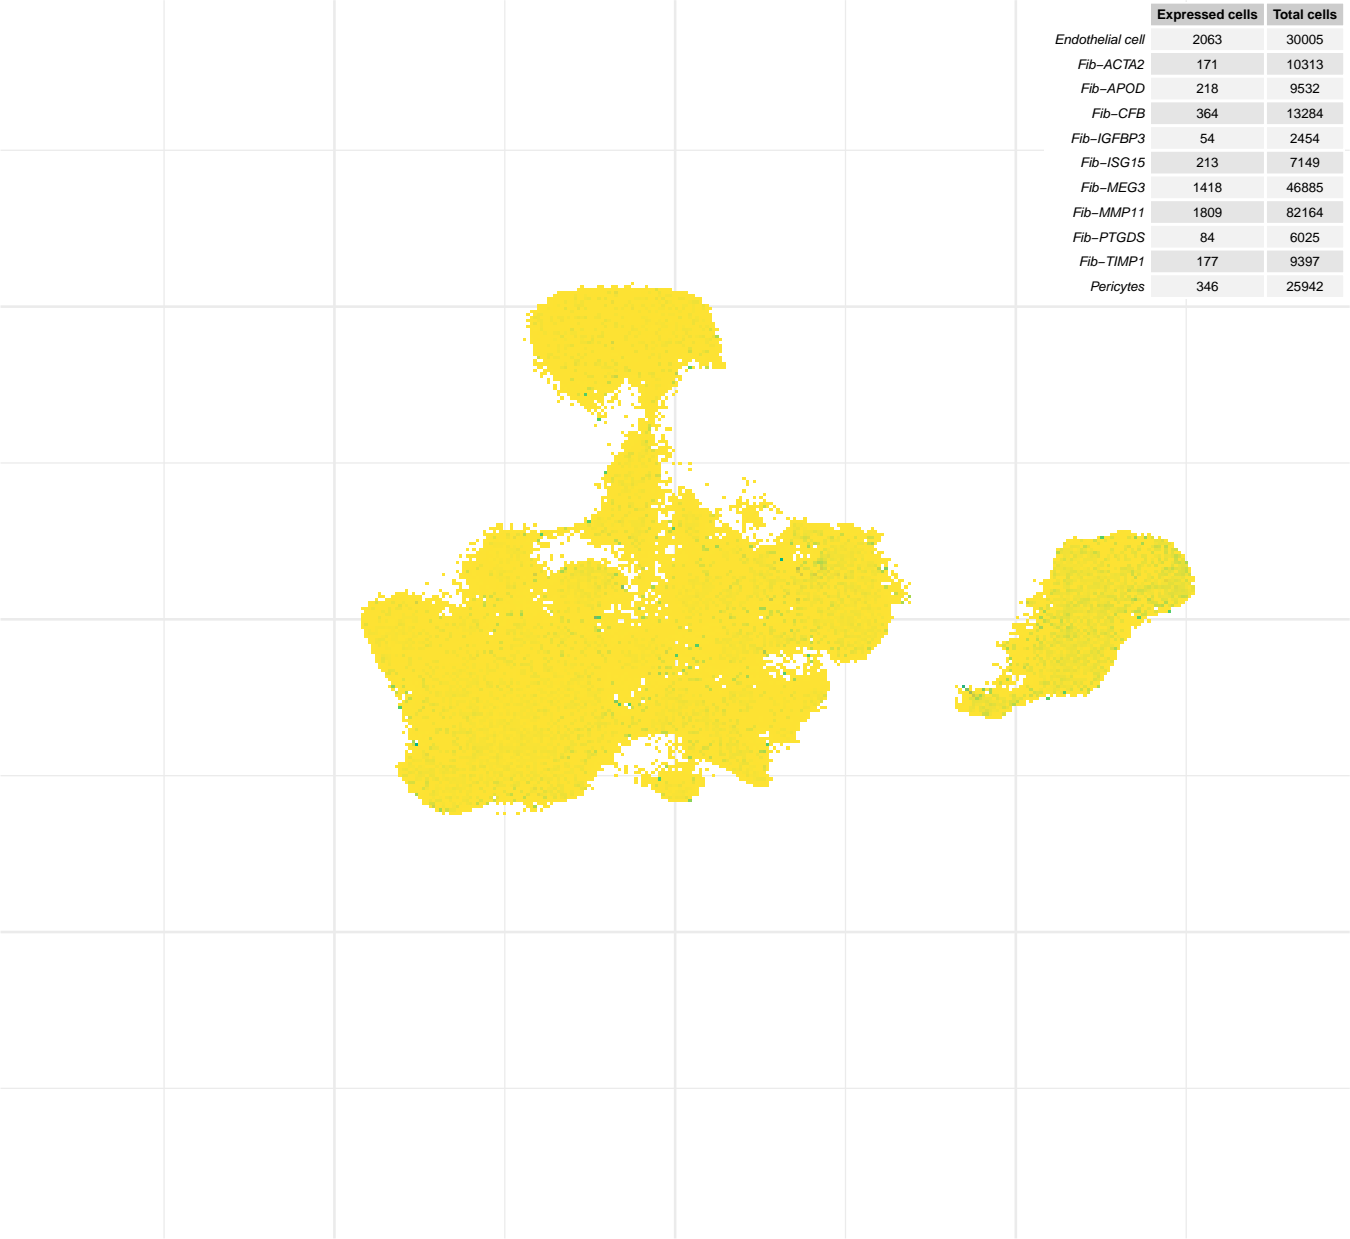 Expressed cells Total cells
Endothelial cell 2063 30005
Fib−ACTA2 171 10313
Fib−APOD 218 9532
Fib−CFB 364 13284
Fib−IGFBP3 54 2454
Fib−ISG15 213 7149
Fib−MEG3 1418 46885
Fib−MMP11 1809 82164
Fib−PTGDS 84 6025
Fib−TIMP1 177 9397
Pericytes 346 25942